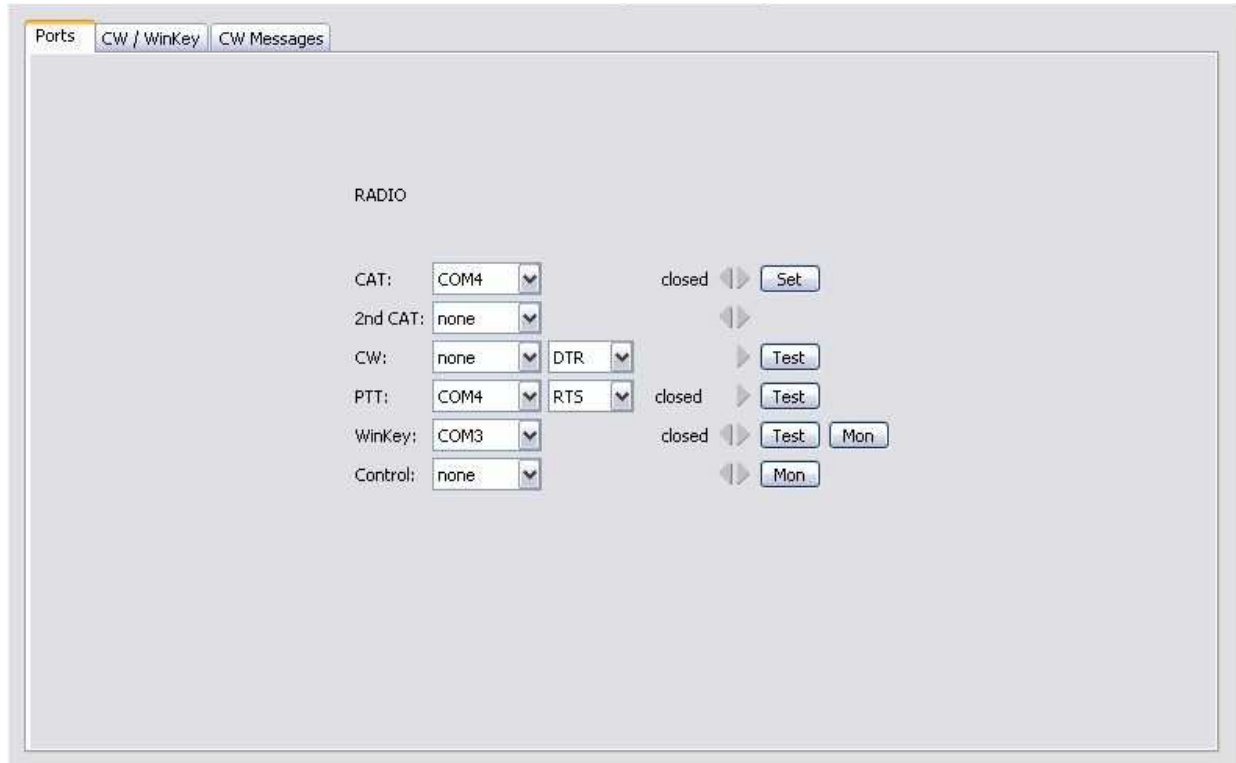 Ports CW / WinKey CW Messages
RADIO
CAT: COM4 closed Set
2nd CAT: none
CW: none DTR Test
PTT: COM4 RTS closed Test
WinKey: COM3 closed Test Mon
Control: none Mon